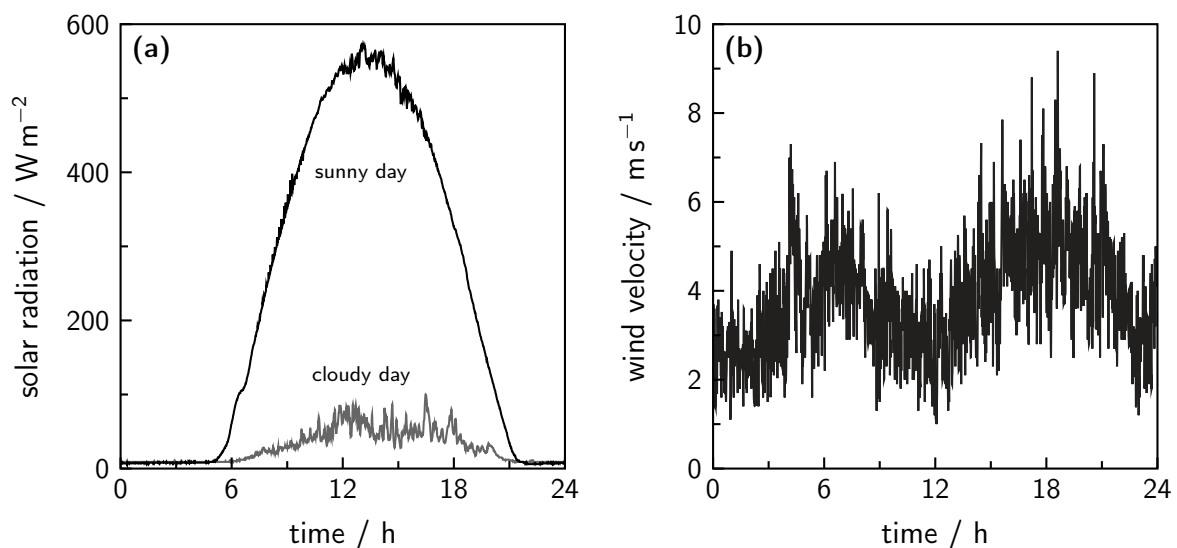 (a)
600
400
200
0
solar radiation / W m⁻²
sunny day
cloudy day
0 6 12 18 24
time / h
(b)
10
8
6
4
2
0
wind velocity / m s⁻¹
0 6 12 18 24
time / h